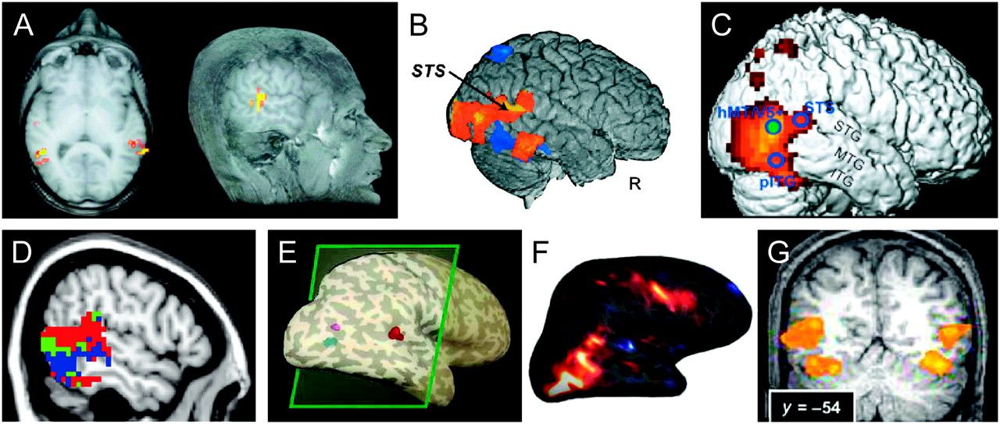 A
B
STS
R
C
hMT/V5+
STS
STG
MTG
ITG
pITG
D
E
F
G
y = −54